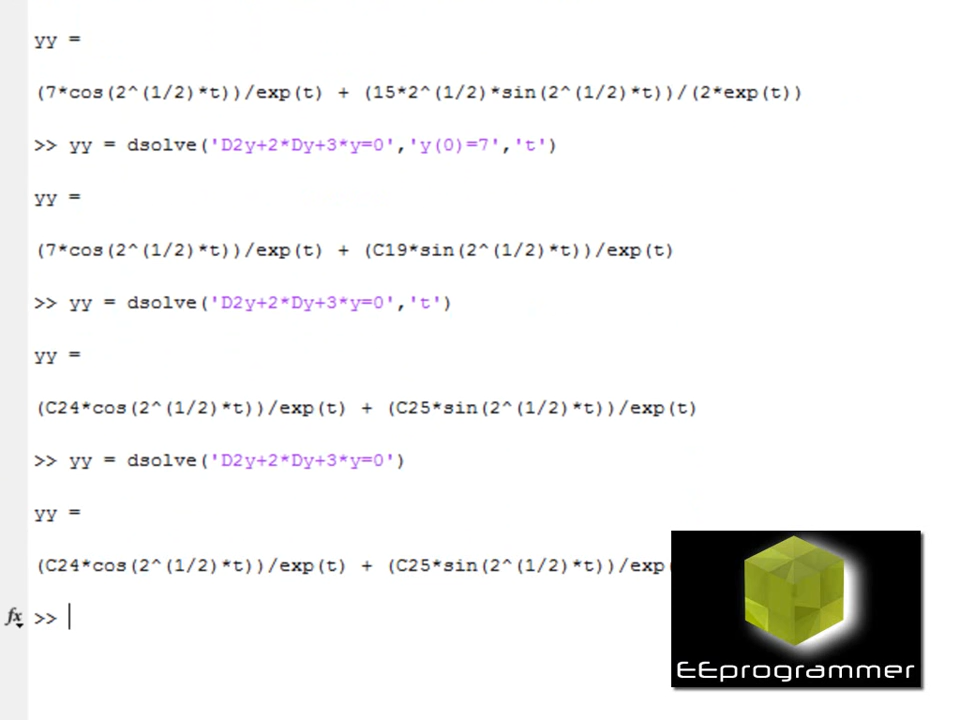 yy =
(7*cos(2^(1/2)*t))/exp(t) + (15*2^(1/2)*sin(2^(1/2)*t))/(2*exp(t))
>> yy = dsolve('D2y+2*Dy+3*y=0','y(0)=7','t')
yy =
(7*cos(2^(1/2)*t))/exp(t) + (C19*sin(2^(1/2)*t))/exp(t)
>> yy = dsolve('D2y+2*Dy+3*y=0','t')
yy =
(C24*cos(2^(1/2)*t))/exp(t) + (C25*sin(2^(1/2)*t))/exp(t)
>> yy = dsolve('D2y+2*Dy+3*y=0')
yy =
(C24*cos(2^(1/2)*t))/exp(t) + (C25*sin(2^(1/2)*t))/exp
fx >>
EEprogrammer